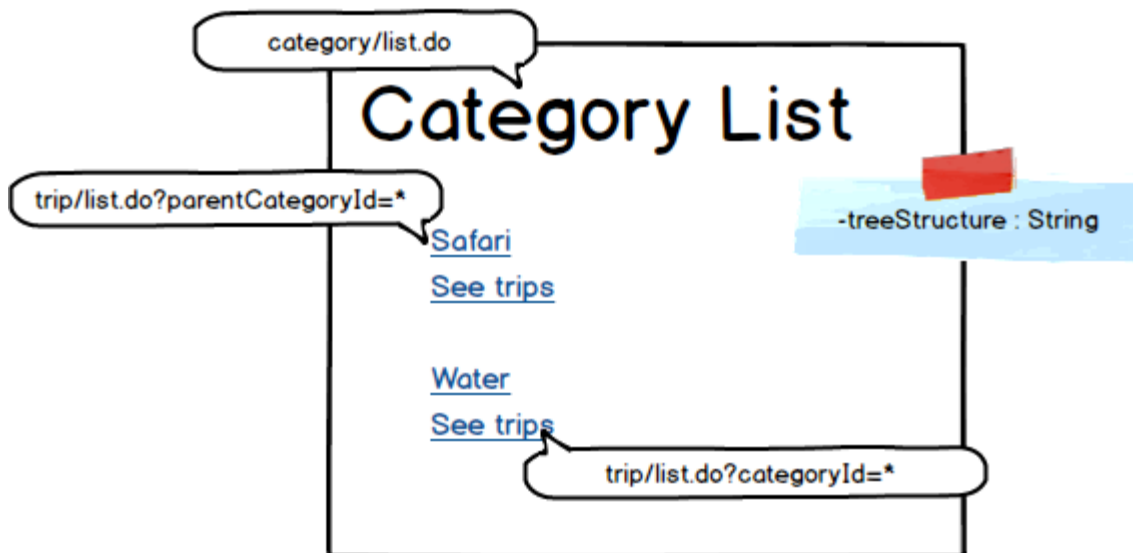 category/list.do
Category List
trip/list.do?parentCategoryId=*
-treeStructure : String
Safari
See trips
Water
See trips
trip/list.do?categoryId=*